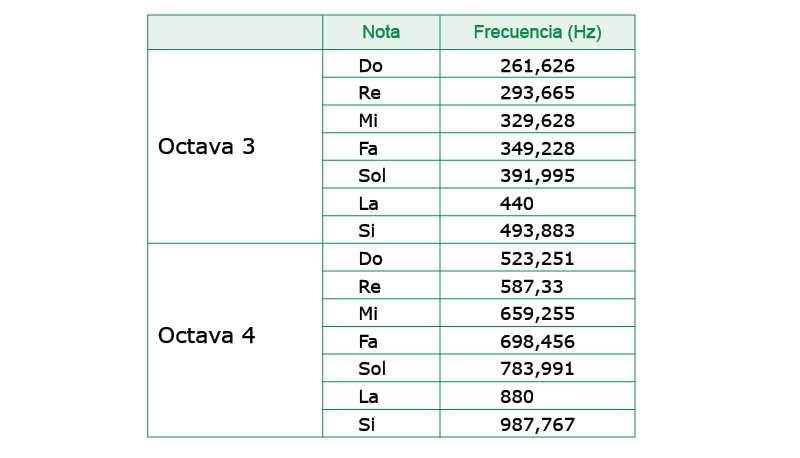 Nota Frecuencia (Hz)
Octava 3
Do 261,626
Re 293,665
Mi 329,628
Fa 349,228
Sol 391,995
La 440
Si 493,883
Octava 4
Do 523,251
Re 587,33
Mi 659,255
Fa 698,456
Sol 783,991
La 880
Si 987,767